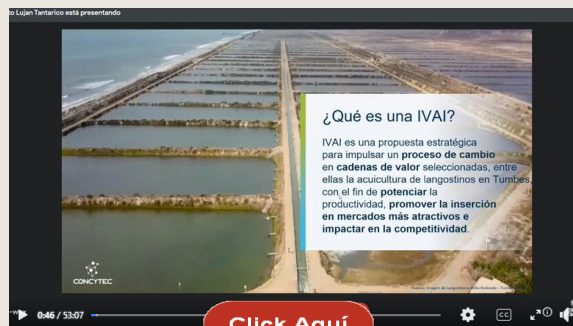 to Lujan Tantarico está presentando
¿Qué es una IVAI?
IVAI es una propuesta estratégica
para impulsar un proceso de cambio
en cadenas de valor seleccionadas, entre
ellas la acuicultura de langostinos en Tumbes,
con el fin de potenciar la
productividad, promover la inserción
en mercados más atractivos e
impactar en la competitividad.
CONCYTEC
0:46 / 53:07
CC
Click Aquí